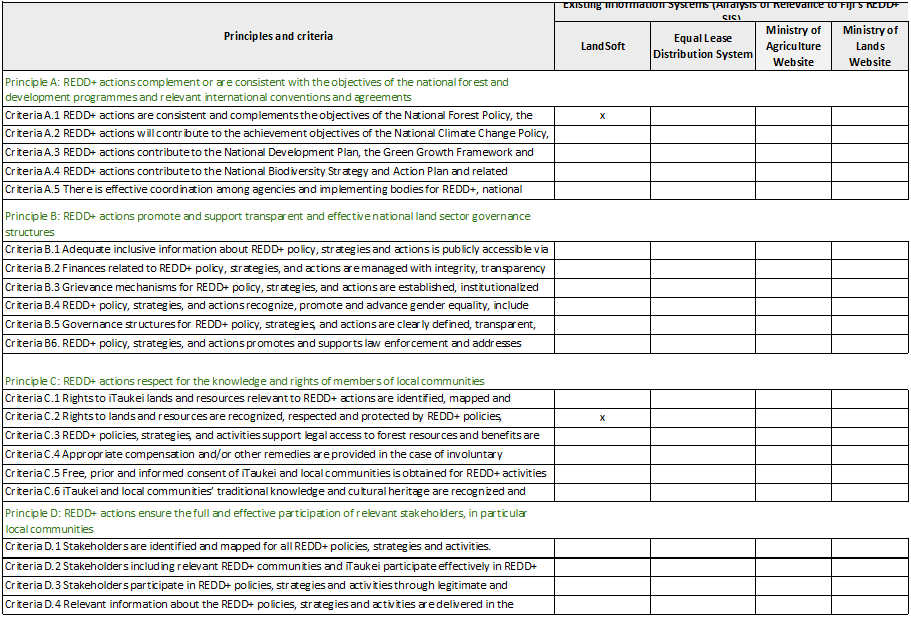 Existing Information Systems (Analysis of Relevance to Fiji's REDD+
SIS)
Principles and criteria
LandSoft
Equal Lease
Distribution System
Ministry of
Agriculture
Website
Ministry of
Lands
Website
Principle A: REDD+ actions complement or are consistent with the objectives of the national forest and
development programmes and relevant international conventions and agreements
Criteria A.1 REDD+ actions are consistent and complements the objectives of the National Forest Policy, the
x
Criteria A.2 REDD+ actions will contribute to the achievement objectives of the National Climate Change Policy,
Criteria A.3 REDD+ actions contribute to the National Development Plan, the Green Growth Framework and
Criteria A.4 REDD+ actions contribute to the National Biodiversity Strategy and Action Plan and related
Criteria A.5 There is effective coordination among agencies and implementing bodies for REDD+, national
Principle B: REDD+ actions promote and support transparent and effective national land sector governance
structures
Criteria B.1 Adequate inclusive information about REDD+ policy, strategies and actions is publicly accessible via
Criteria B.2 Finances related to REDD+ policy, strategies, and actions are managed with integrity, transparency
Criteria B.3 Grievance mechanisms for REDD+ policy, strategies, and actions are established, institutionalized
Criteria B.4 REDD+ policy, strategies, and actions recognize, promote and advance gender equality, include
Criteria B.5 Governance structures for REDD+ policy, strategies, and actions are clearly defined, transparent,
Criteria B6. REDD+ policy, strategies, and actions promotes and supports law enforcement and addresses
Principle C: REDD+ actions respect for the knowledge and rights of members of local communities
Criteria C.1 Rights to iTaukei lands and resources relevant to REDD+ actions are identified, mapped and
Criteria C.2 Rights to lands and resources are recognized, respected and protected by REDD+ policies,
x
Criteria C.3 REDD+ policies, strategies, and activities support legal access to forest resources and benefits are
Criteria C.4 Appropriate compensation and/or other remedies are provided in the case of involuntary
Criteria C.5 Free, prior and informed consent of iTaukei and local communities is obtained for REDD+ activities
Criteria C.6 iTaukei and local communities' traditional knowledge and cultural heritage are recognized and
Principle D: REDD+ actions ensure the full and effective participation of relevant stakeholders, in particular
local communities
Criteria D.1 Stakeholders are identified and mapped for all REDD+ policies, strategies and activities.
Criteria D.2 Stakeholders including relevant REDD+ communities and iTaukei participate effectively in REDD+
Criteria D.3 Stakeholders participate in REDD+ policies, strategies and activities through legitimate and
Criteria D.4 Relevant information about the REDD+ policies, strategies and activities are delivered in the